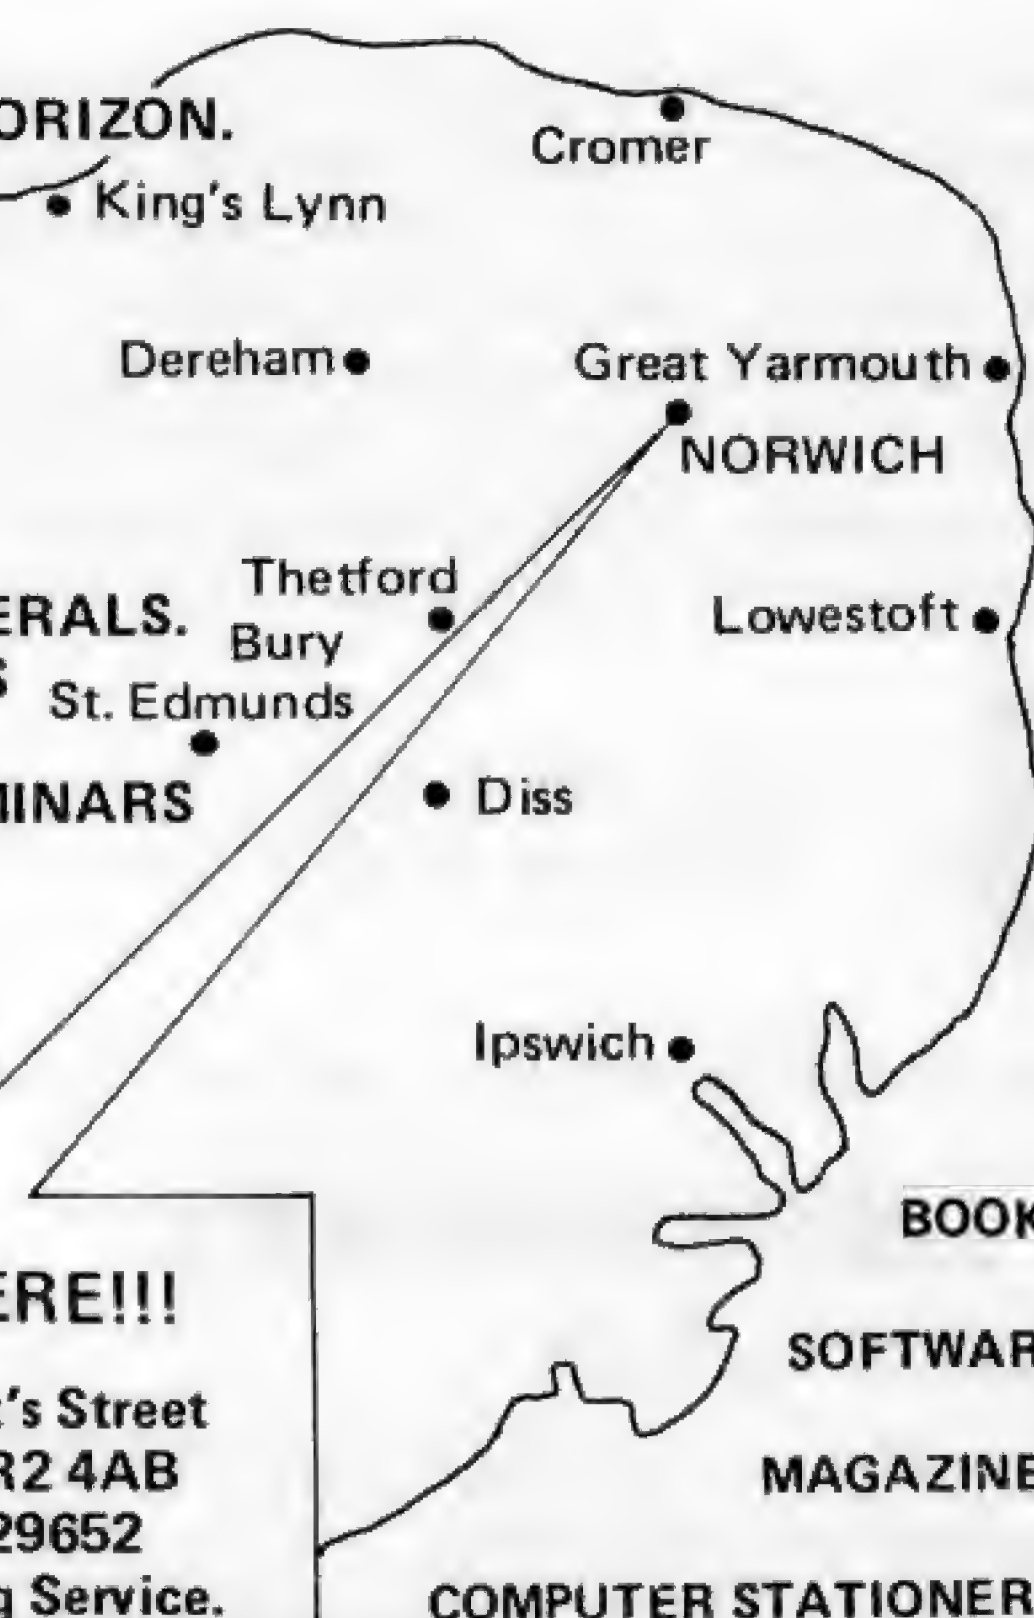 ORIZON.
Cromer
King's Lynn
Dereham
Great Yarmouth
NORWICH
Thetford
ERALS.
Lowestoft
Bury
S
St. Edmunds
MINARS
Diss
Ipswich
BOOK
ERE!!!
SOFTWAR
t's Street
R2 4AB
MAGAZINE
29652
g Service.
COMPUTER STATIONER